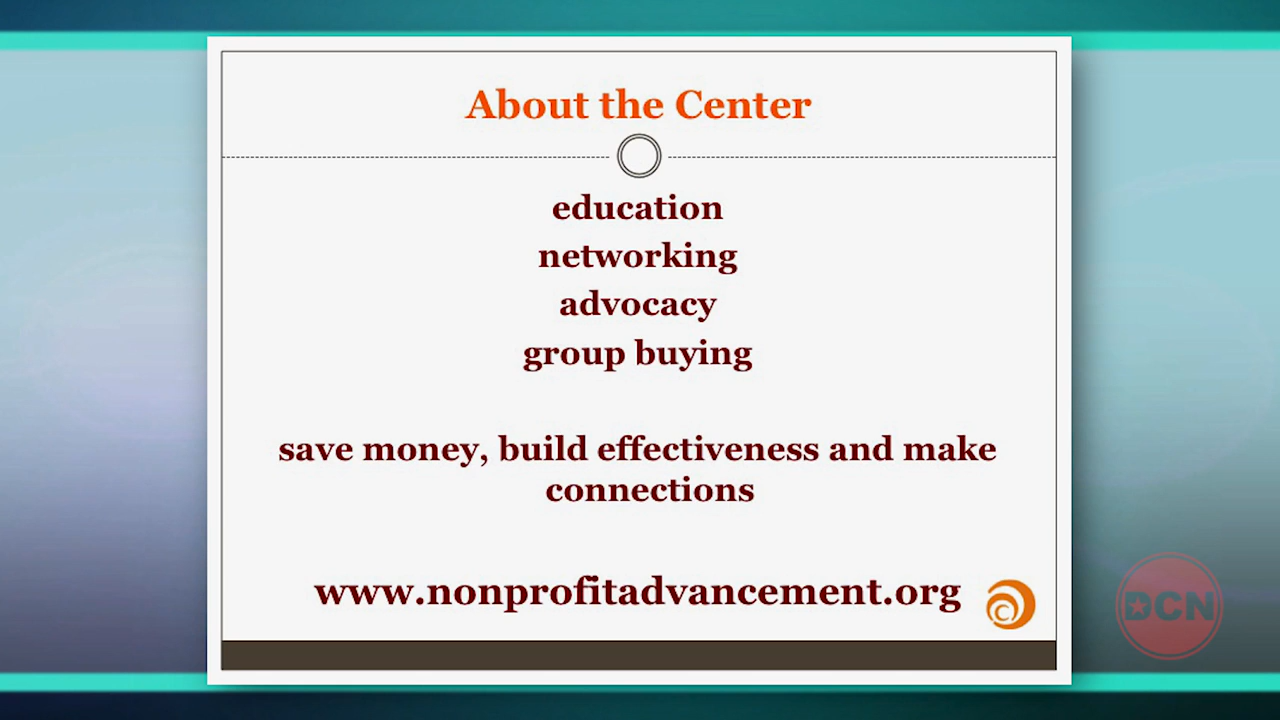 About the Center
education
networking
advocacy
group buying
save money, build effectiveness and make
connections
www.nonprofitadvancement.org
DCN